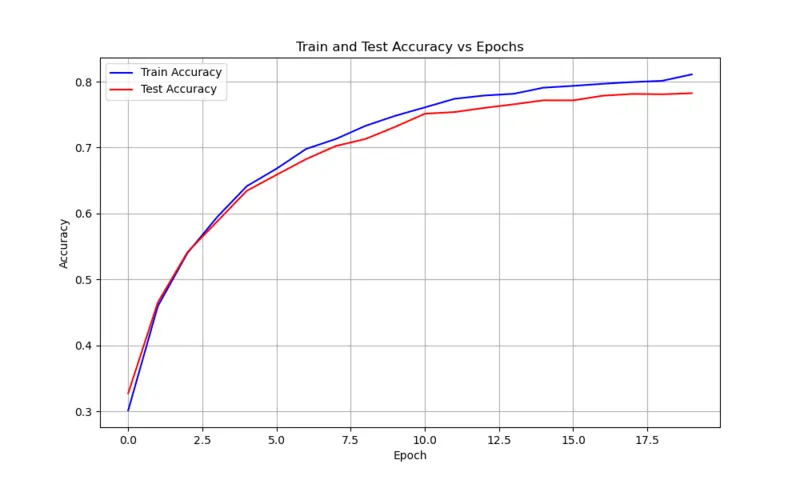 Train and Test Accuracy vs Epochs
Train Accuracy
Test Accuracy
0.8
0.7
0.6
0.5
0.4
0.3
Accuracy
0.0 2.5 5.0 7.5 10.0 12.5 15.0 17.5
Epoch